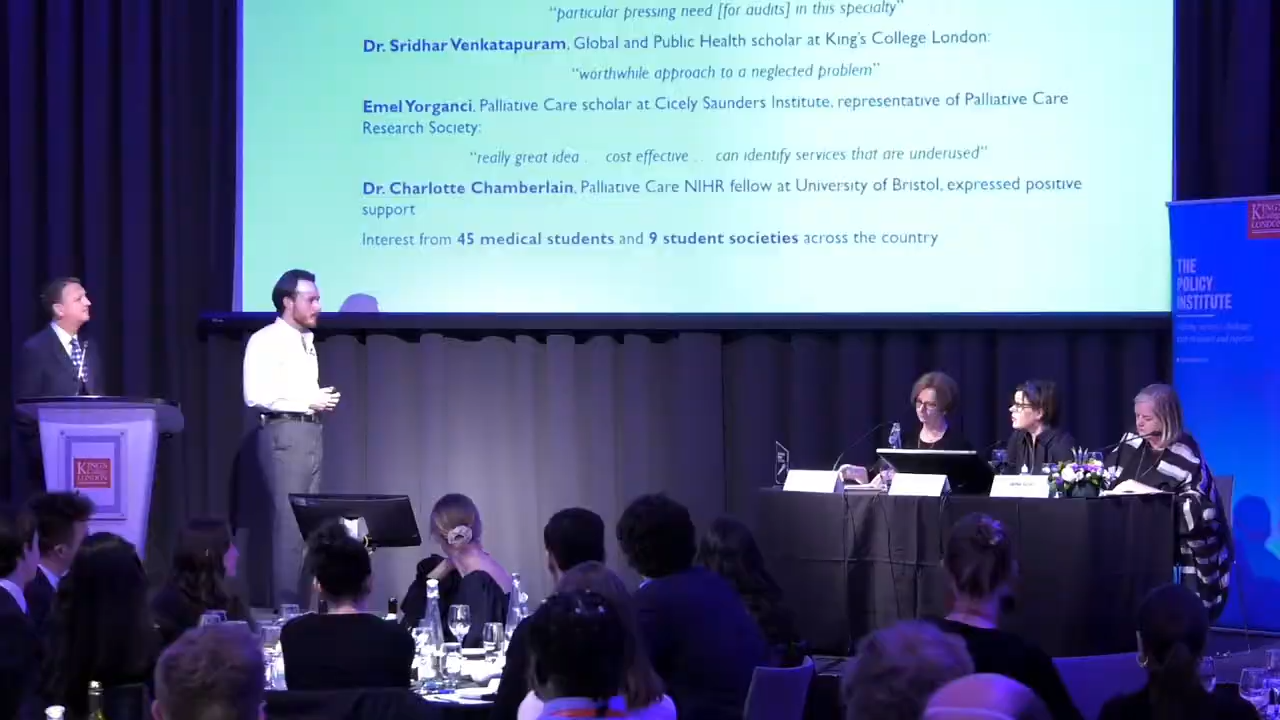 “particular pressing need [for audits] in this specialty”
Dr. Sridhar Venkatapuram, Global and Public Health scholar at King's College London:
“worthwhile approach to a neglected problem”
Emel Yorganci, Palliative Care scholar at Cicely Saunders Institute, representative of Palliative Care
Research Society:
“really great idea .. cost effective .. can identify services that are underused”
Dr. Charlotte Chamberlain, Palliative Care NIHR fellow at University of Bristol, expressed positive
support
Interest from 45 medical students and 9 student societies across the country
KING'S
College
LONDON
THE
POLICY
INSTITUTE
KING'S
College
LONDON